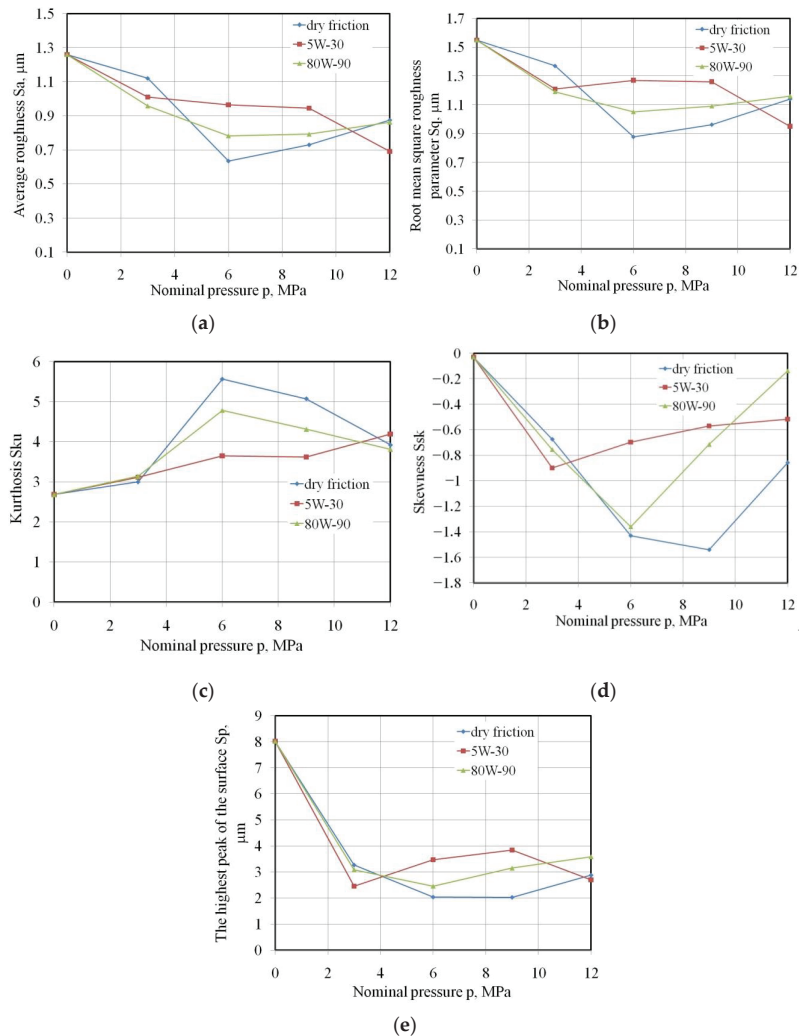 1.5
1.3
1.1
0.9
0.7
0.5
0.3
0.1
Average roughness Sa, μm
dry friction
5W-30
80W-90
0 2 4 6 8 10 12
Nominal pressure p, MPa
(a)
1.7
1.5
1.3
1.1
0.9
0.7
0.5
0.3
0.1
Root mean square roughness
parameter Sq. μm
dry friction
5W-30
80W-90
0 2 4 6 8 10 12
Nominal pressure p, MPa
(b)
6
5
4
3
2
1
0
Kurthosis Sku
dry friction
5W-30
80W-90
0 2 4 6 8 10 12
Nominal pressure p, MPa
(c)
0
−0.2
−0.4
−0.6
−0.8
−1
−1.2
−1.4
−1.6
−1.8
Skewness Ssk
dry friction
5W-30
80W-90
0 2 4 6 8 10 12
Nominal pressure p, MPa
(d)
9
8
7
6
5
4
3
2
1
0
The highest peak of the surface Sp.
μm
dry friction
5W-30
80W-90
0 2 4 6 8 10 12
Nominal pressure p, MPa
(e)